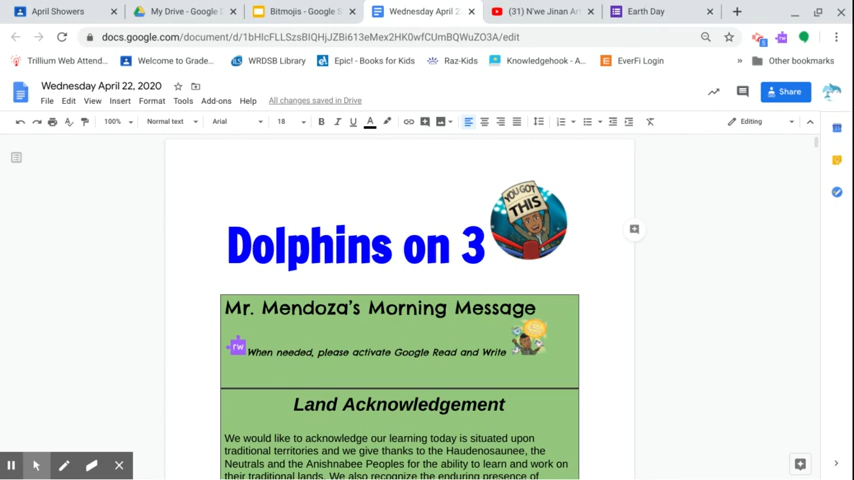 April Showers
My Drive - Google
Bitmojis - Google S
Wednesday April 2
(31) N'we Jinan Ar
Earth Day
docs.google.com/document/d/1bHIcFLLSzsBIQHjJZBi613eMex2HK0wfCUmBQWuZO3A/edit
Trillium Web Attend...
Welcome to Grade...
WRDSB Library
Epic! - Books for Kids
Raz-Kids
Knowledgehook - A...
EverFi Login
»
Other bookmarks
Wednesday April 22, 2020
File Edit View Insert Format Tools Add-ons Help All changes saved in Drive
Share
100% Normal text Arial 18 B I U A Editing
YOU GOT
THIS
Dolphins on 3
Mr. Mendoza's Morning Message
rw When needed, please activate Google Read and Write
Land Acknowledgement
We would like to acknowledge our learning today is situated upon
traditional territories and we give thanks to the Haudenosaunee, the
Neutrals and the Anishnabee Peoples for the ability to learn and work on
their traditional lands. We also recognize the enduring presence of